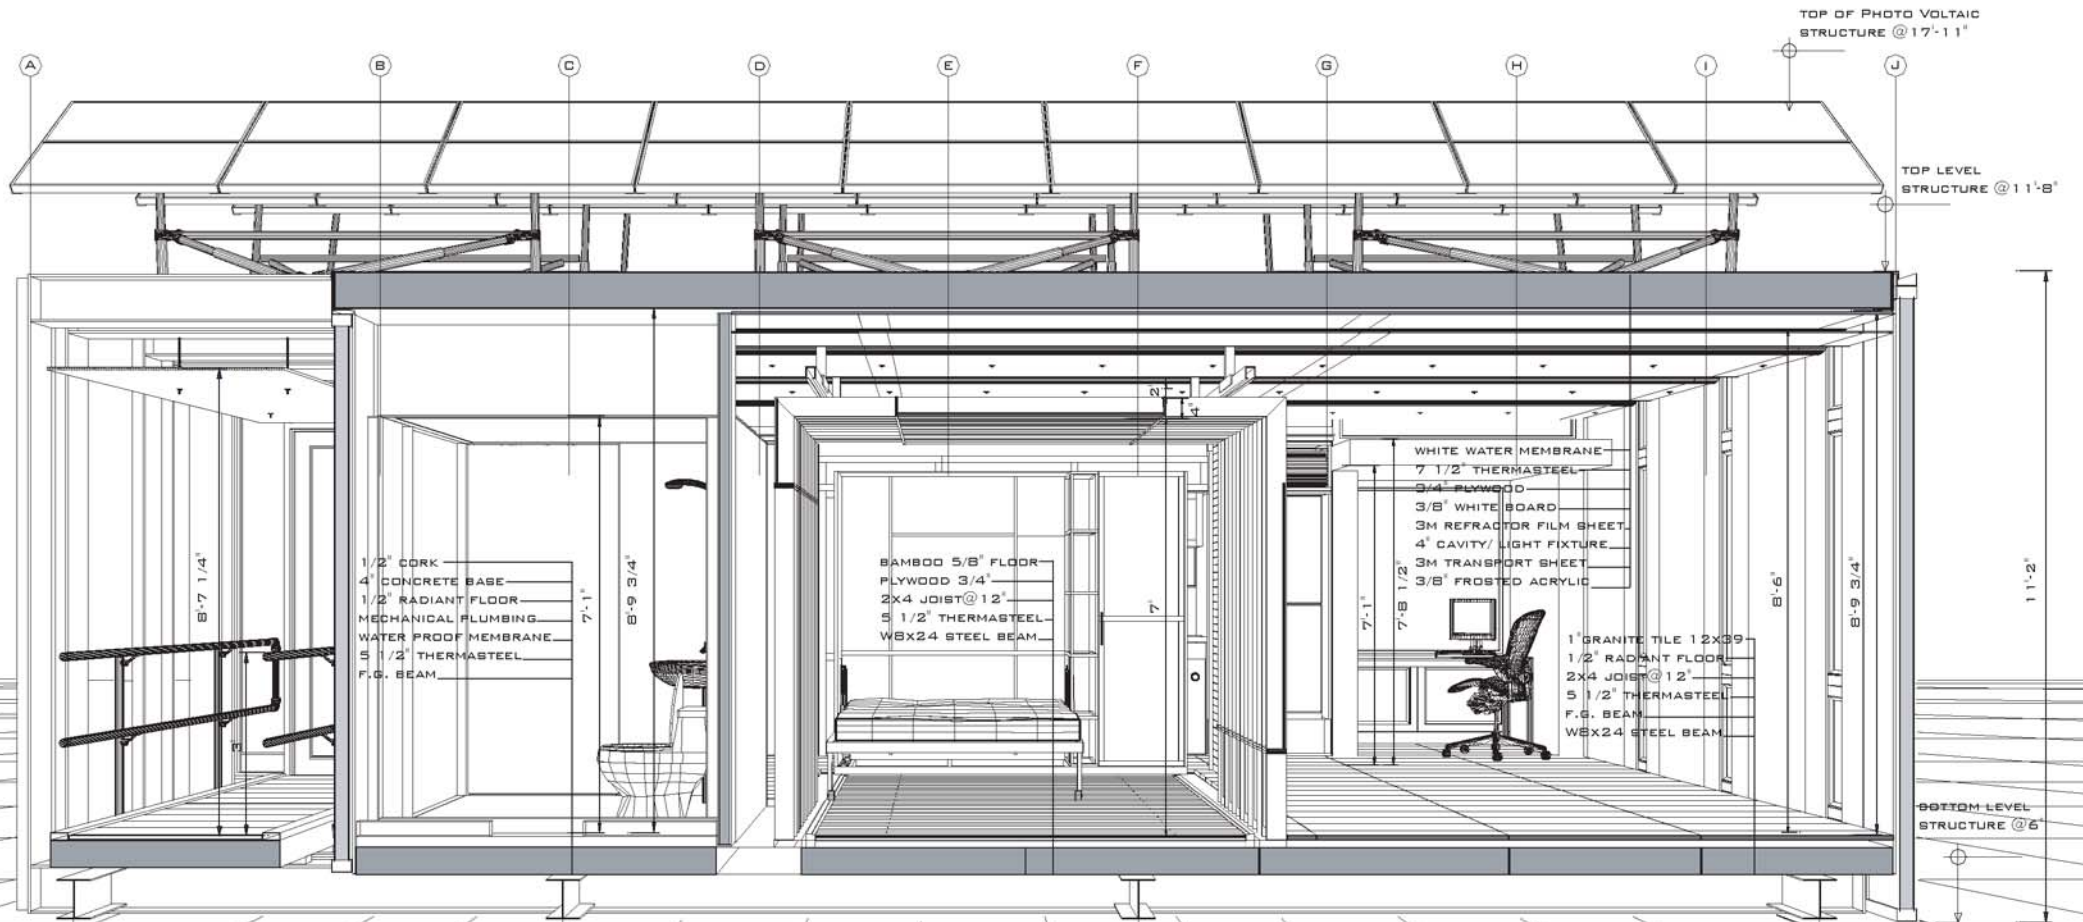 TOP OF PHOTO VOLTAIC
STRUCTURE @17'-11"
A
B
C
D
E
F
G
H
I
J
TOP LEVEL
STRUCTURE @11'-8"
2"
4"
WHITE WATER MEMBRANE
7 1/2" THERMASTEEL
3/4" PLYWOOD
3/8" WHITE BOARD
3M REFRACTOR FILM SHEET
4" CAVITY/ LIGHT FIXTURE
3M TRANSPORT SHEET
3/8" FROSTED ACRYLIC
8'-7 1/4"
1/2" CORK
4" CONCRETE BASE
1/2" RADIANT FLOOR
MECHANICAL PLUMBING
WATER PROOF MEMBRANE
5 1/2" THERMASTEEL
F.G. BEAM
7'-1"
8'-9 3/4"
BAMBOO 5/8" FLOOR
PLYWOOD 3/4"
2X4 JOIST@12"
5 1/2" THERMASTEEL
W8X24 STEEL BEAM
7'
7'-1"
7'-8 1/2"
8'-6"
8'-9 3/4"
11'-2"
1"GRANITE TILE 12X39
1/2" RADIANT FLOOR
2X4 JOIST@12"
5 1/2" THERMASTEEL
F.G. BEAM
W8X24 STEEL BEAM
3'
BOTTOM LEVEL
STRUCTURE @6"